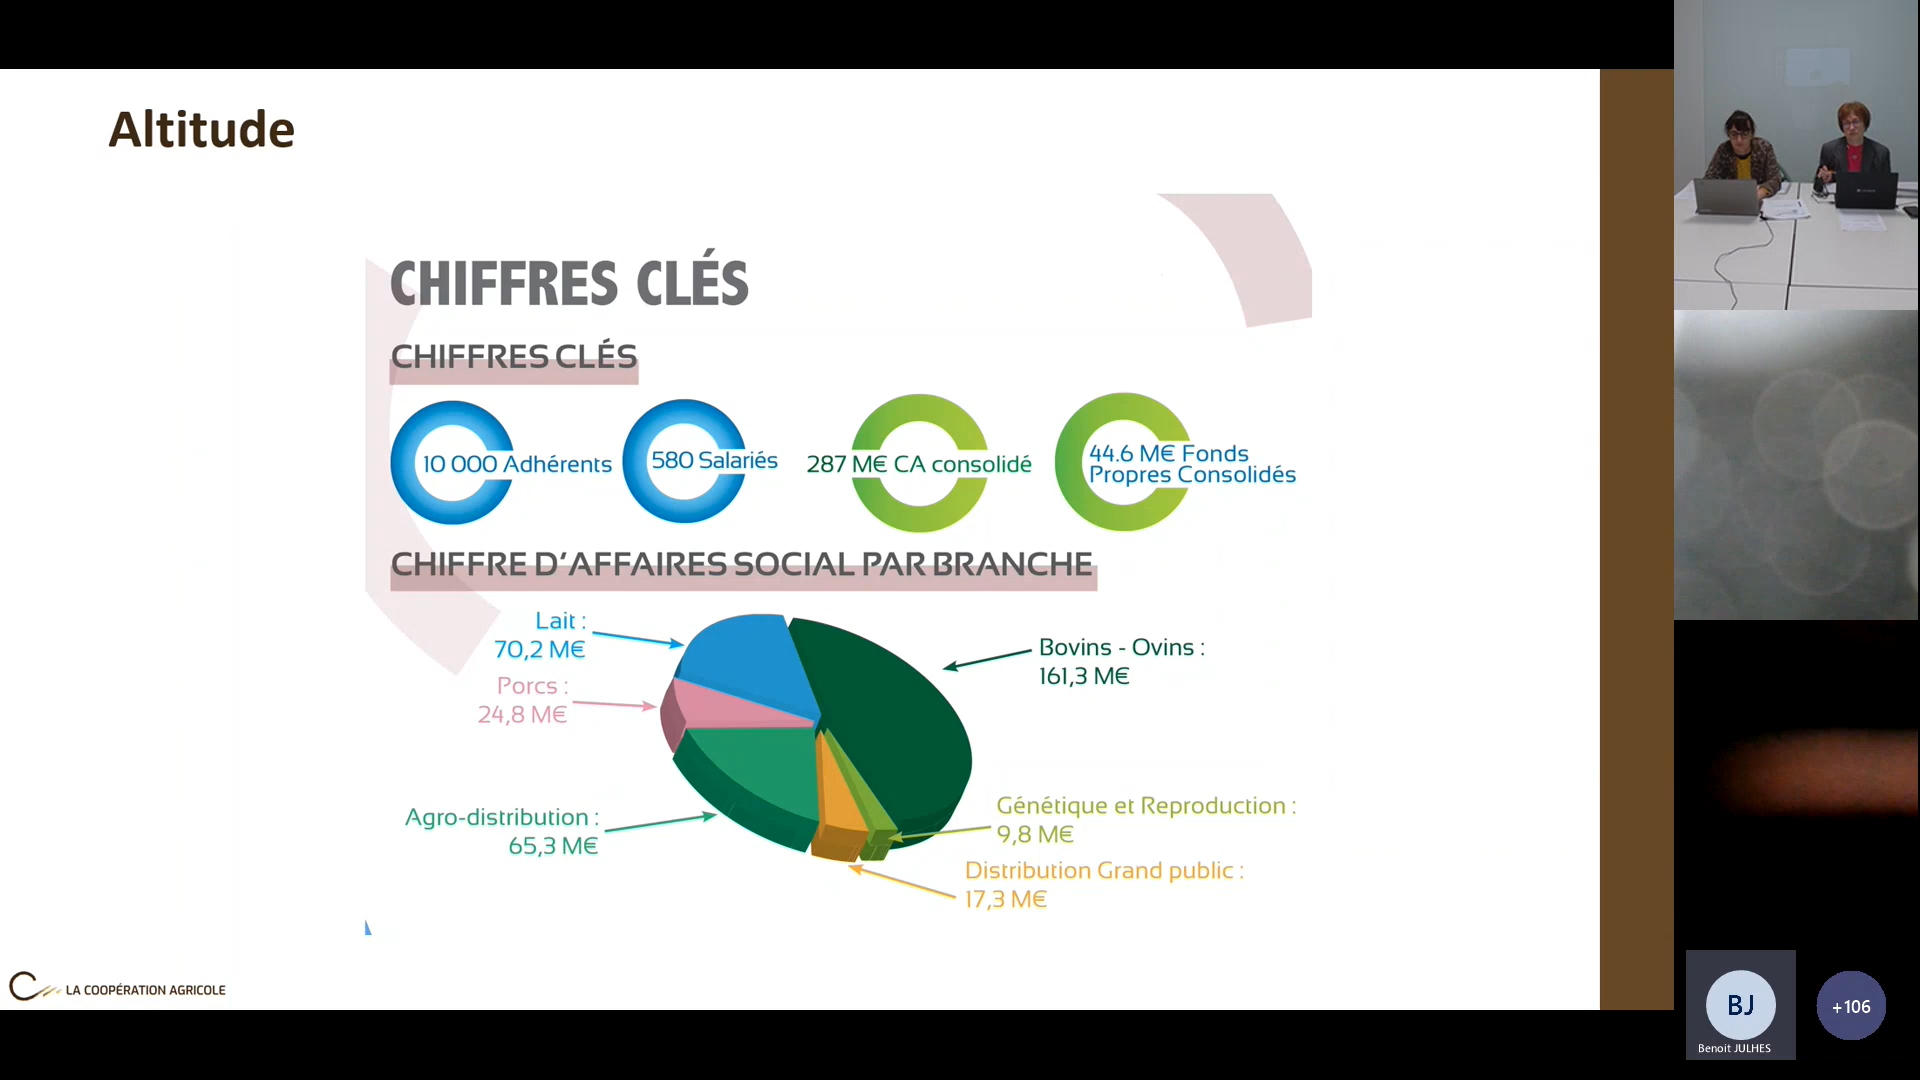 Altitude
CHIFFRES CLÉS
CHIFFRES CLÉS
10 000 Adhérents
580 Salariés
287 M€ CA consolidé
44.6 M€ Fonds
Propres Consolidés
CHIFFRE D'AFFAIRES SOCIAL PAR BRANCHE
Lait :
70,2 M€
Bovins - Ovins :
161,3 M€
Porcs :
24,8 M€
Agro-distribution :
65,3 M€
Génétique et Reproduction :
9,8 M€
Distribution Grand public :
17,3 M€
LA COOPÉRATION AGRICOLE
BJ
Benoit JULHES
+106